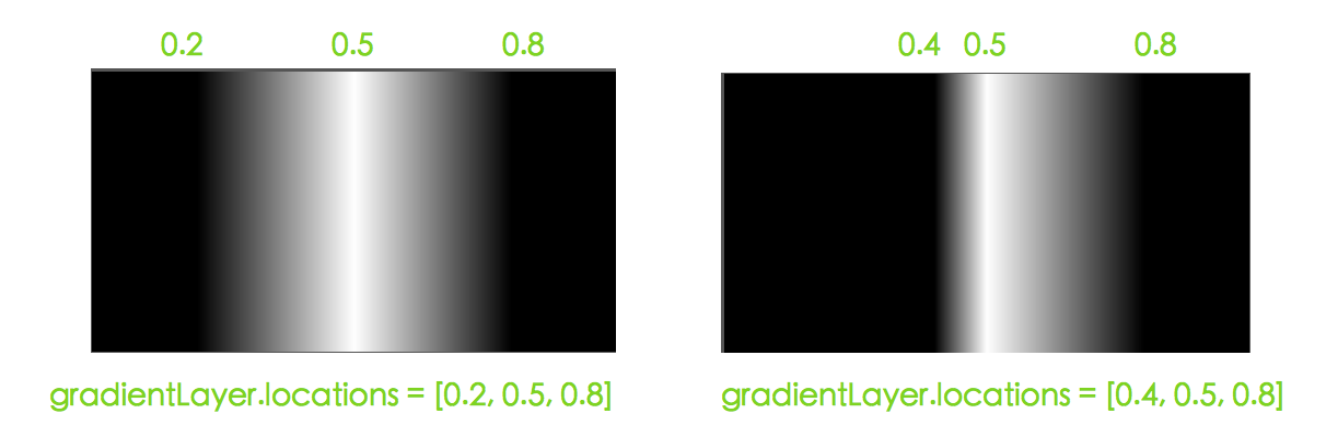 0.2 0.5 0.8
0.4 0.5 0.8
gradientLayer.locations = [0.2, 0.5, 0.8]
gradientLayer.locations = [0.4, 0.5, 0.8]